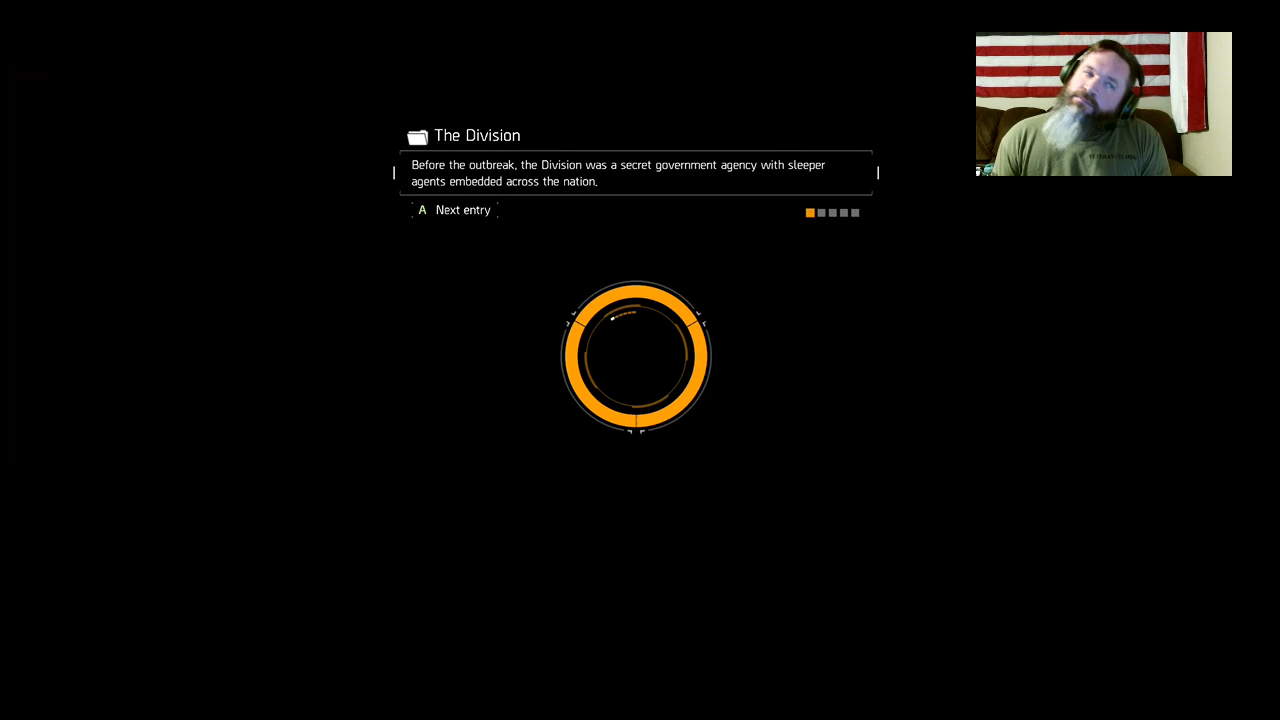 The Division
Before the outbreak, the Division was a secret government agency with sleeper
agents embedded across the nation.
A Next entry